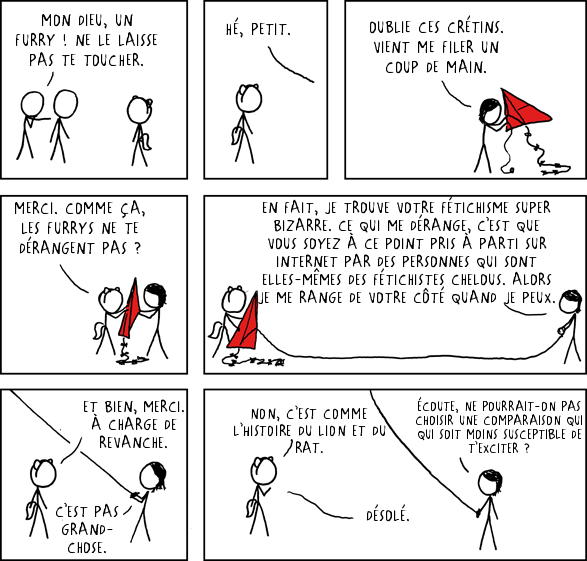 MON DIEU, UN
FURRY ! NE LE LAISSE
PAS TE TOUCHER.
HÉ, PETIT.
OUBLIE CES CRÉTINS.
VIENT ME FILER UN
COUP DE MAIN.
MERCI. COMME ÇA,
LES FURRYS NE TE
DÉRANGENT PAS ?
EN FAIT, JE TROUVE VOTRE FÉTICHISME SUPER
BIZARRE. CE QUI ME DÉRANGE, C'EST QUE
VOUS SOYEZ À CE POINT PRIS À PARTI SUR
INTERNET PAR DES PERSONNES QUI SONT
ELLES-MÊMES DES FÉTICHISTES CHELOUS. ALORS
JE ME RANGE DE VOTRE CÔTÉ QUAND JE PEUX.
ET BIEN, MERCI.
À CHARGE DE
REVANCHE.
C'EST PAS
GRAND-
CHOSE.
NON, C'EST COMME
L'HISTOIRE DU LION ET DU
RAT.
ÉCOUTE, NE POURRAIT-ON PAS
CHOISIR UNE COMPARAISON QUI
QUI SOIT MOINS SUSCEPTIBLE DE
T'EXCITER ?
DÉSOLÉ.